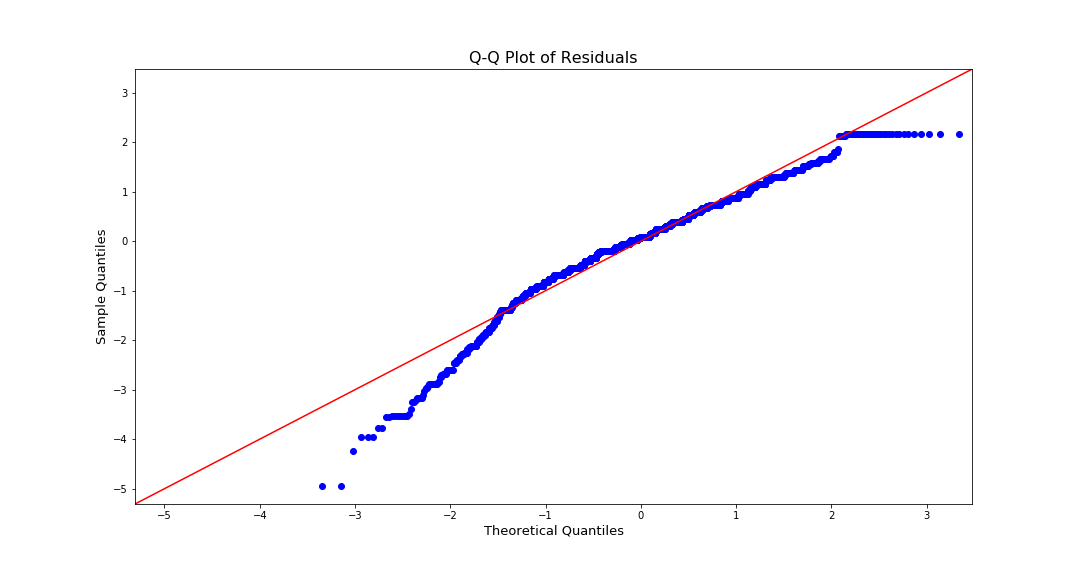 Q-Q Plot of Residuals
3
2
1
0
−1
−2
−3
−4
−5
Sample Quantiles
−5 −4 −3 −2 −1 0 1 2 3
Theoretical Quantiles